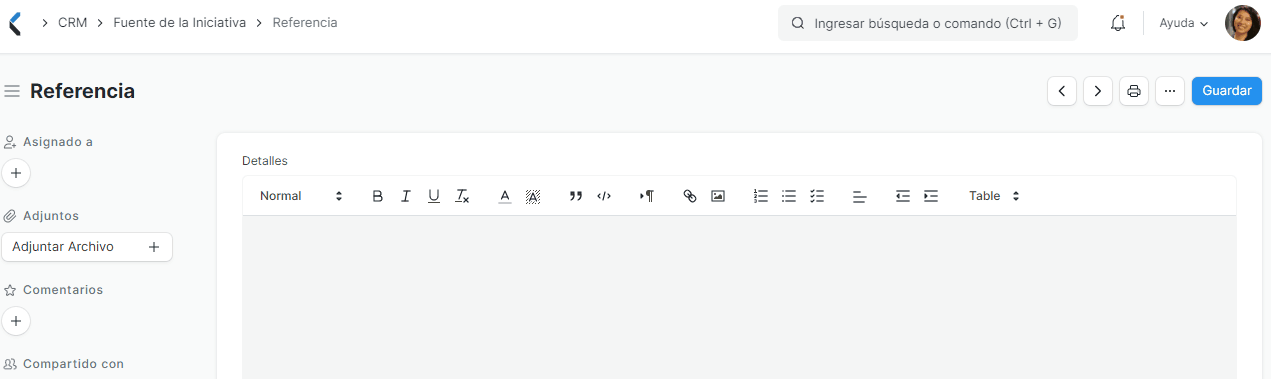 CRM Fuente de la Iniciativa Referencia Ingresar búsqueda o comando (Ctrl + G) Ayuda
Referencia Guardar
Asignado a
Adjuntos
Adjuntar Archivo
Comentarios
Compartido con
Detalles
Normal Table